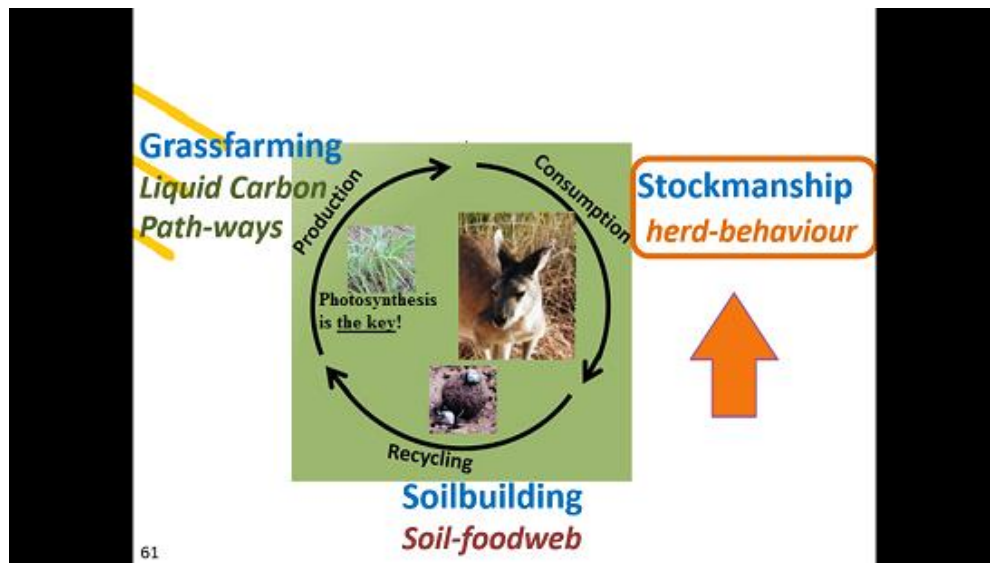 Grassfarming
Liquid Carbon
Path-ways
Production
Consumption
Stockmanship
herd-behaviour
Photosynthesis
is the key!
Recycling
Soilbuilding
Soil-foodweb
61